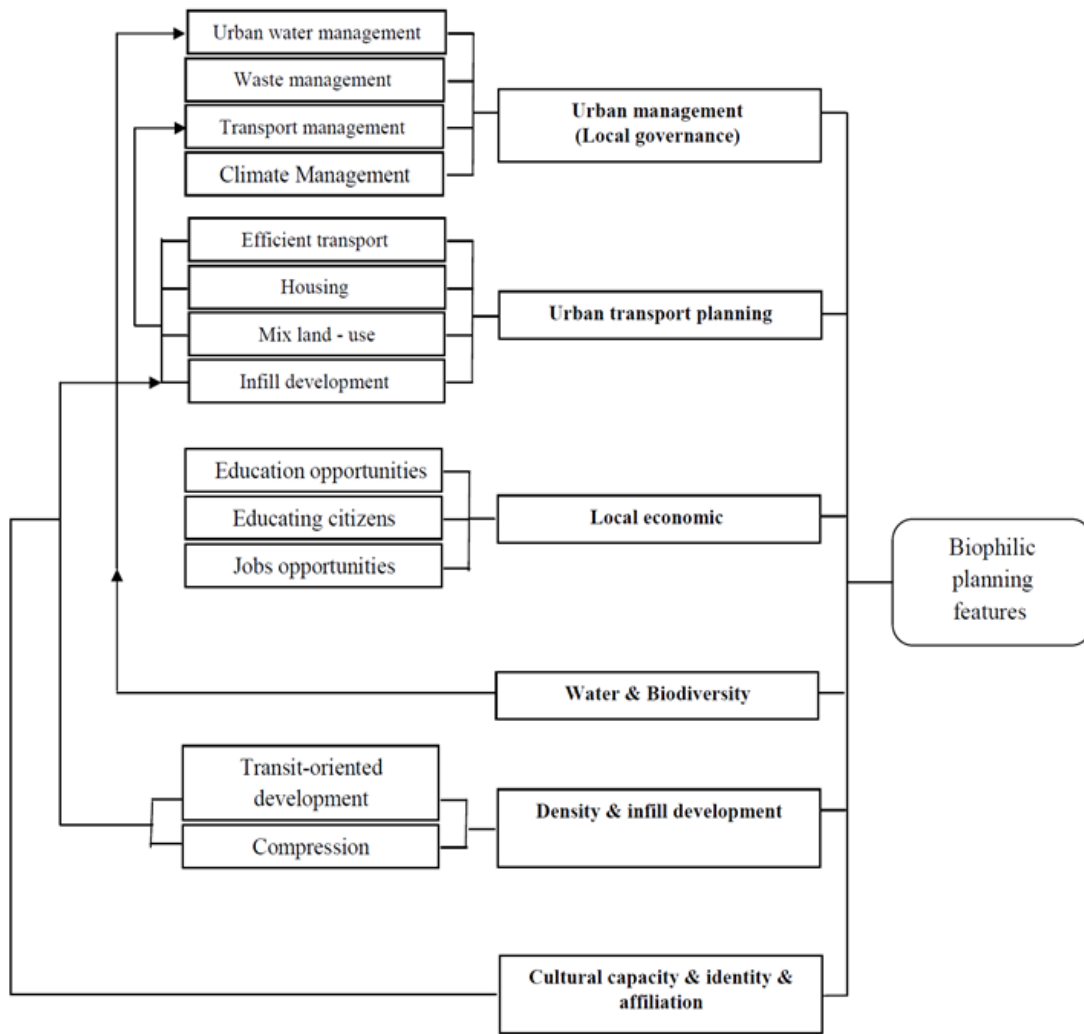 Urban water management
Waste management
Transport management
Climate Management
Urban management
(Local governance)
Efficient transport
Housing
Mix land - use
Infill development
Urban transport planning
Education opportunities
Educating citizens
Jobs opportunities
Local economic
Biophilic
planning
features
Water & Biodiversity
Transit-oriented
development
Compression
Density & infill development
Cultural capacity & identity &
affiliation